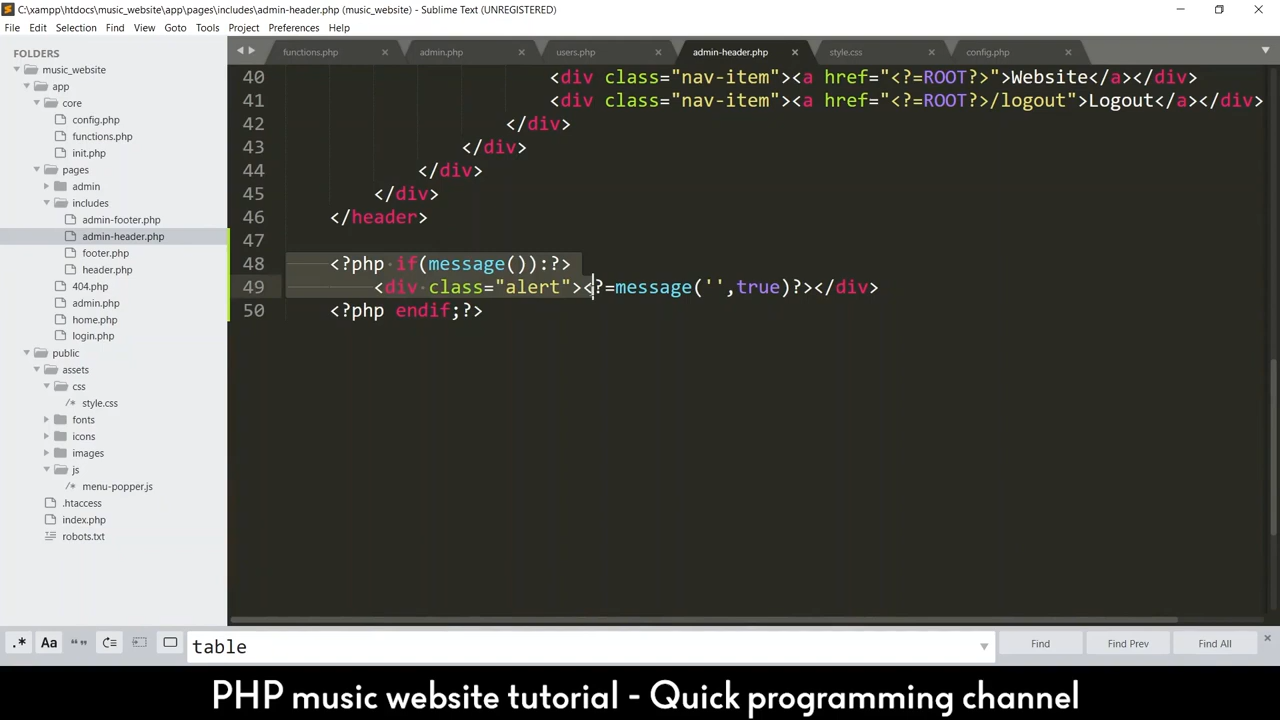 C:\xampp\htdocs\music_website\app\pages\includes\admin-header.php (music_website) - Sublime Text (UNREGISTERED)
File Edit Selection Find View Goto Tools Project Preferences Help
FOLDERS
music_website
app
core
config.php
functions.php
init.php
pages
admin
includes
admin-footer.php
admin-header.php
footer.php
header.php
404.php
admin.php
home.php
login.php
public
assets
css
style.css
fonts
icons
images
js
menu-popper.js
.htaccess
index.php
robots.txt
functions.php admin.php users.php admin-header.php style.css config.php
40 <div class="nav-item"><a href="<?=ROOT?>">Website</a></div>
41 <div class="nav-item"><a href="<?=ROOT?>/logout">Logout</a></div>
42 </div>
43 </div>
44 </div>
45 </div>
46 </header>
47
48 <?php if(message()):?>
49 <div class="alert"><?=message('',true)?></div>
50 <?php endif;?>
.* Aa “” table Find Find Prev Find All
PHP music website tutorial - Quick programming channel